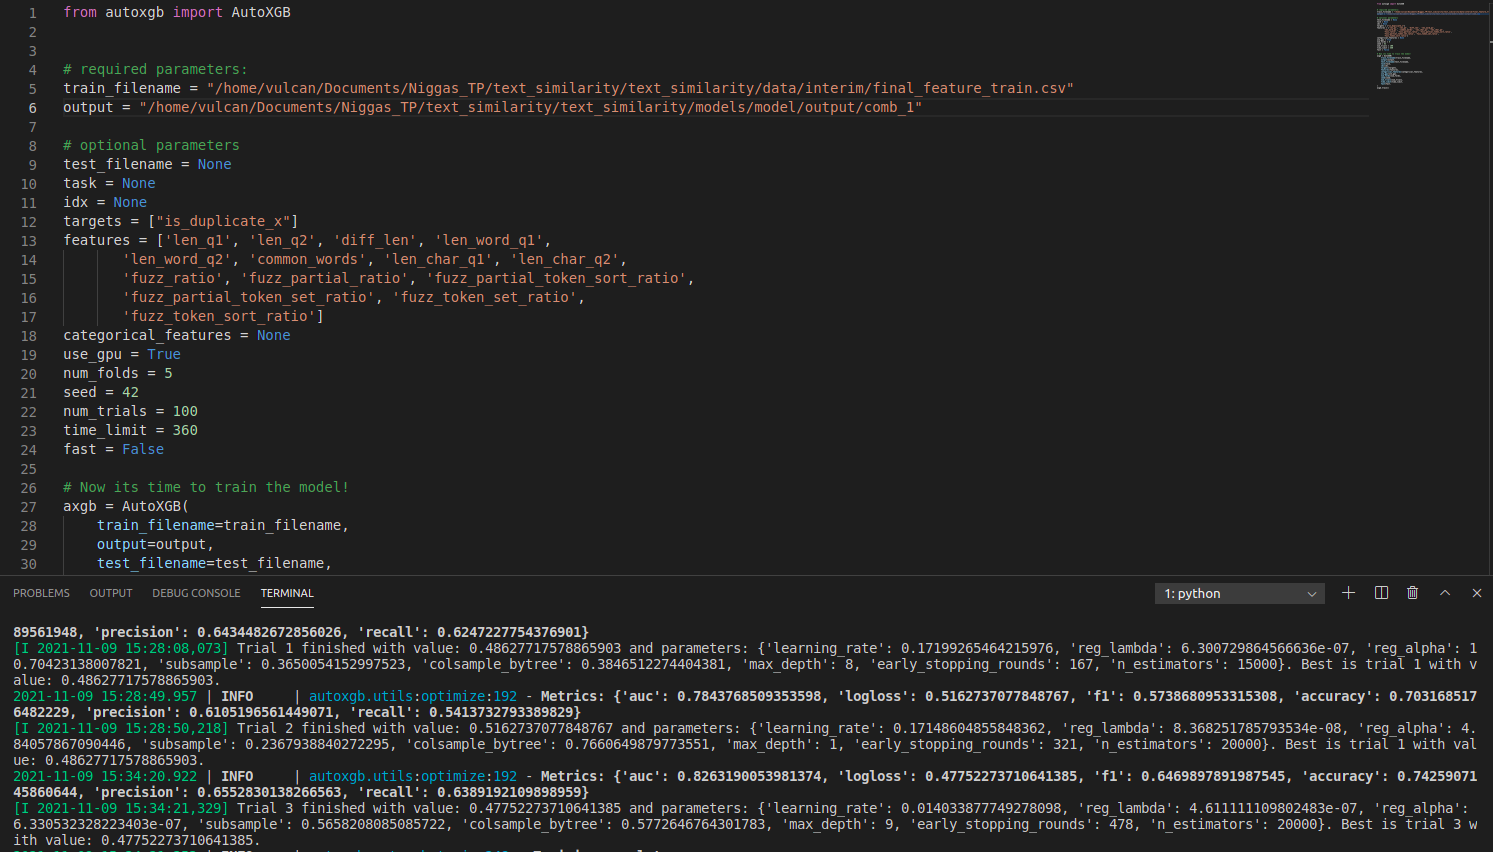 1 from autoxgb import AutoXGB
2
3
4 # required parameters:
5 train_filename = "/home/vulcan/Documents/Niggas_TP/text_similarity/text_similarity/data/interim/final_feature_train.csv"
6 output = "/home/vulcan/Documents/Niggas_TP/text_similarity/text_similarity/models/model/output/comb_1"
7
8 # optional parameters
9 test_filename = None
10 task = None
11 idx = None
12 targets = ["is_duplicate_x"]
13 features = ['len_q1', 'len_q2', 'diff_len', 'len_word_q1',
14 'len_word_q2', 'common_words', 'len_char_q1', 'len_char_q2',
15 'fuzz_ratio', 'fuzz_partial_ratio', 'fuzz_partial_token_sort_ratio',
16 'fuzz_partial_token_set_ratio', 'fuzz_token_set_ratio',
17 'fuzz_token_sort_ratio']
18 categorical_features = None
19 use_gpu = True
20 num_folds = 5
21 seed = 42
22 num_trials = 100
23 time_limit = 360
24 fast = False
25
26 # Now its time to train the model!
27 axgb = AutoXGB(
28 train_filename=train_filename,
29 output=output,
30 test_filename=test_filename,
PROBLEMS OUTPUT DEBUG CONSOLE TERMINAL 1: python
89561948, 'precision': 0.6434482672856026, 'recall': 0.6247227754376901}
[I 2021-11-09 15:28:08,073] Trial 1 finished with value: 0.48627717578865903 and parameters: {'learning_rate': 0.17199265464215976, 'reg_lambda': 6.300729864566636e-07, 'reg_alpha': 1
0.70423138007821, 'subsample': 0.3650054152997523, 'colsample_bytree': 0.3846512274404381, 'max_depth': 8, 'early_stopping_rounds': 167, 'n_estimators': 15000}. Best is trial 1 with v
alue: 0.48627717578865903.
2021-11-09 15:28:49.957 | INFO | autoxgb.utils:optimize:192 - Metrics: {'auc': 0.7843768509353598, 'logloss': 0.5162737077848767, 'f1': 0.5738680953315308, 'accuracy': 0.703168517
6482229, 'precision': 0.6105196561449071, 'recall': 0.5413732793389829}
[I 2021-11-09 15:28:50,218] Trial 2 finished with value: 0.5162737077848767 and parameters: {'learning_rate': 0.17148604855848362, 'reg_lambda': 8.368251785793534e-08, 'reg_alpha': 4.
84057867090446, 'subsample': 0.2367938840272295, 'colsample_bytree': 0.7660649879773551, 'max_depth': 1, 'early_stopping_rounds': 321, 'n_estimators': 20000}. Best is trial 1 with val
ue: 0.48627717578865903.
2021-11-09 15:34:20.922 | INFO | autoxgb.utils:optimize:192 - Metrics: {'auc': 0.8263190053981374, 'logloss': 0.47752273710641385, 'f1': 0.6469897891987545, 'accuracy': 0.74259071
45860644, 'precision': 0.6552830138266563, 'recall': 0.6389192109898959}
[I 2021-11-09 15:34:21,329] Trial 3 finished with value: 0.47752273710641385 and parameters: {'learning_rate': 0.014033877749278098, 'reg_lambda': 4.611111109802483e-07, 'reg_alpha':
6.330532328223403e-07, 'subsample': 0.5658208085085722, 'colsample_bytree': 0.5772646764301783, 'max_depth': 9, 'early_stopping_rounds': 478, 'n_estimators': 20000}. Best is trial 3 w
ith value: 0.47752273710641385.